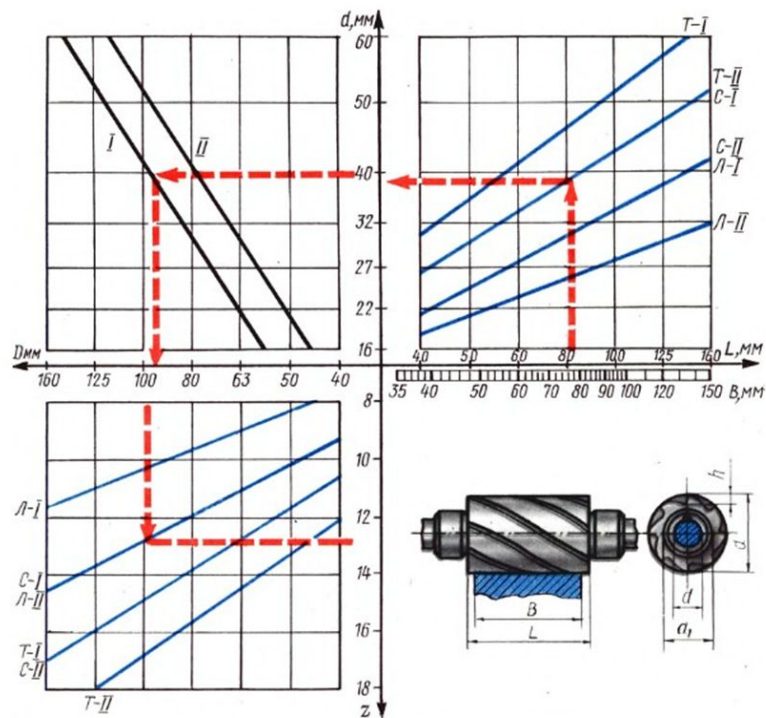 d,мм
60
50
40
32
27
22
16
I
II
Dмм
160 125 100 80 63 50 40
Т-I
Т-II
С-I
С-II
Л-I
Л-II
40 50 60 80 100 125 160
L,мм
35 40 50 60 70 80 90 100 150 В,мм
8
10
12
14
16
18
z
Л-I
С-I
Л-II
Т-I
С-II
Т-II
h
d
d
d₁
B
L